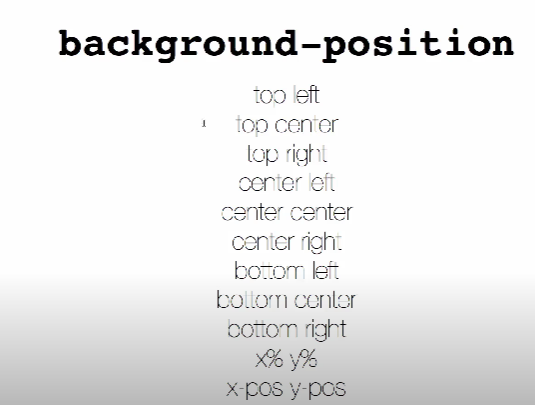 background-position
top left
top center
top right
center left
center center
center right
bottom left
bottom center
bottom right
x% y%
x-pos y-pos